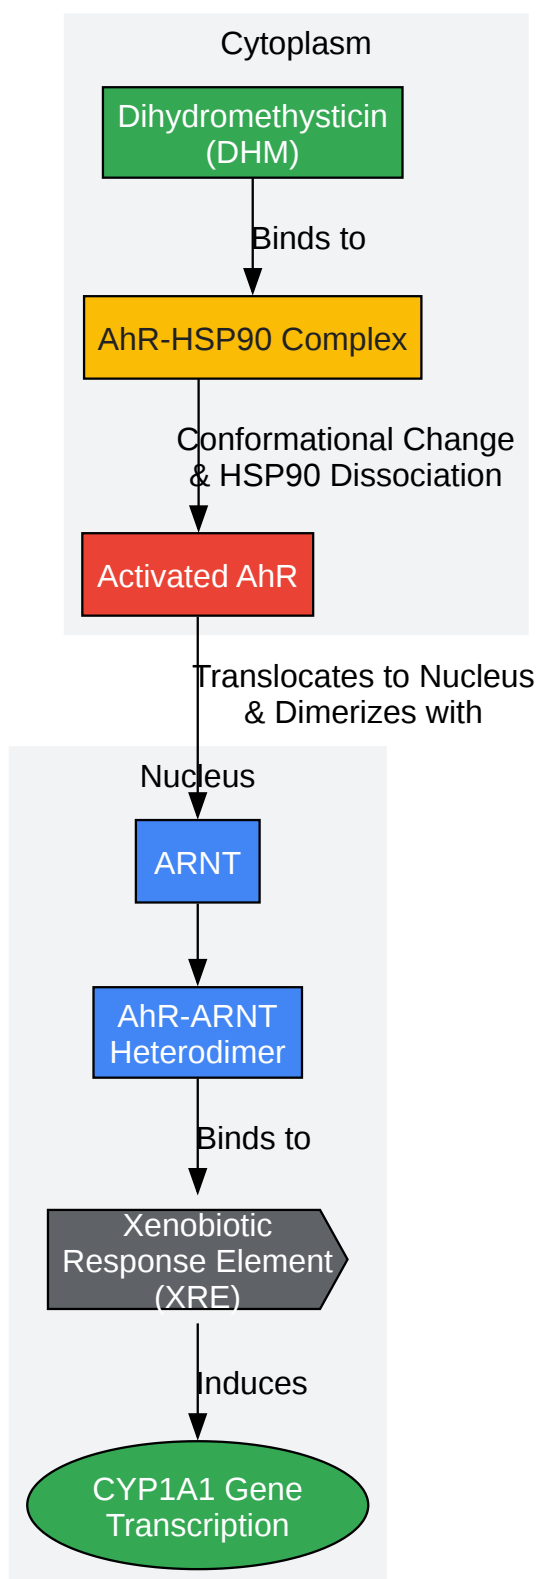 Cytoplasm
Dihydromethysticin
(DHM)
Binds to
AhR-HSP90 Complex
Conformational Change
& HSP90 Dissociation
Activated AhR
Translocates to Nucleus
& Dimerizes with
Nucleus
ARNT
AhR-ARNT
Heterodimer
Binds to
Xenobiotic
Response Element
(XRE)
Induces
CYP1A1 Gene
Transcription